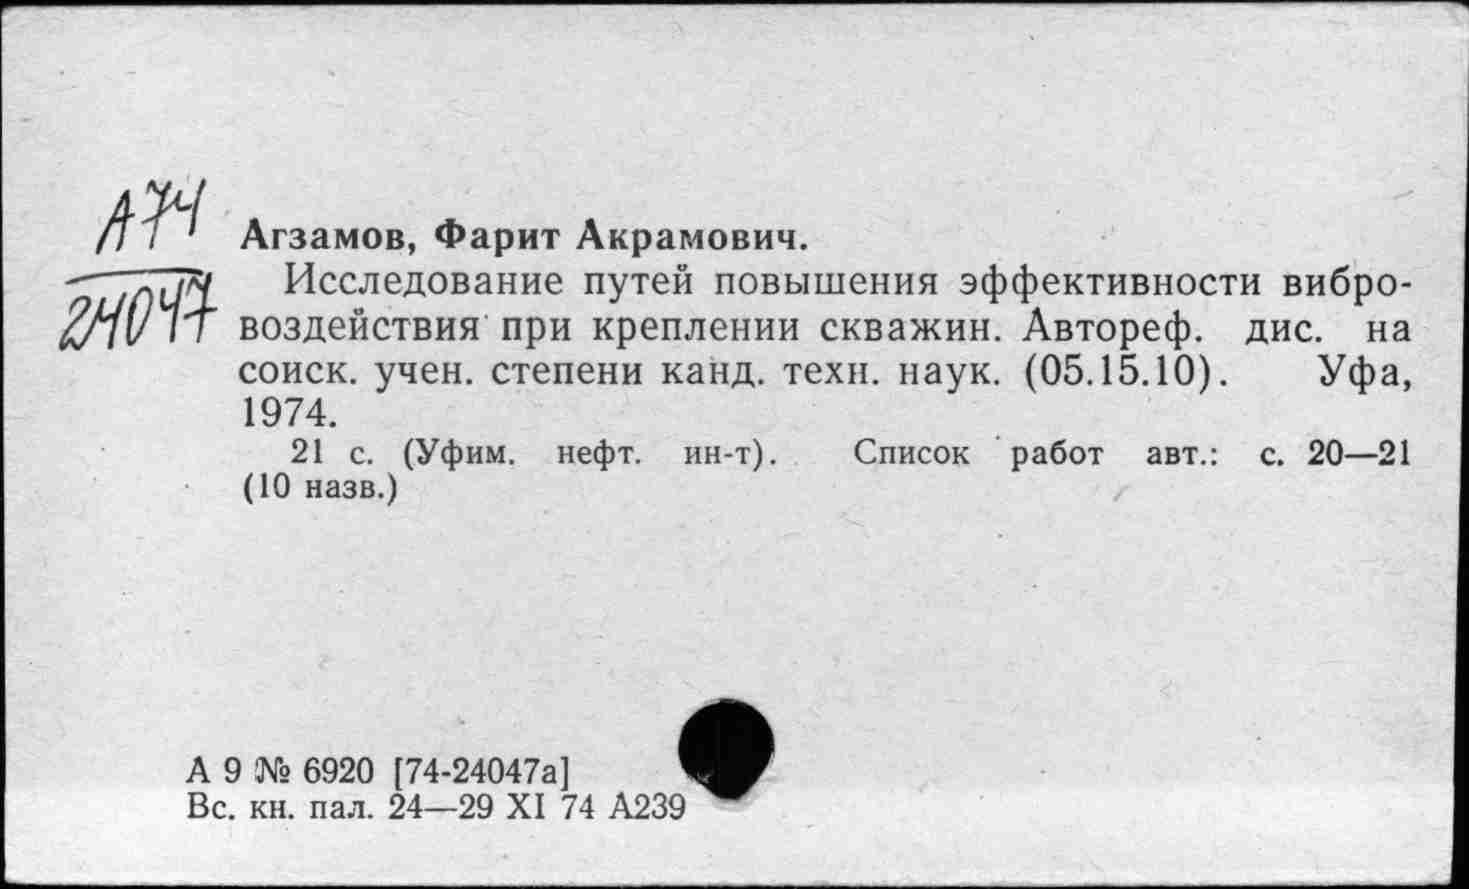 А74
24047
Агзамов, Фарит Акрамович.
Исследование путей повышения эффективности вибро-
воздействия при креплении скважин. Автореф. дис. на
соиск. учен. степени канд. техн. наук. (05.15.10). Уфа,
1974.
21 с. (Уфим. нефт. ин-т). Список работ авт.: с. 20—21
(10 назв.)
А 9 № 6920 [74-24047а]
Вс. кн. пал. 24—29 XI 74 А239